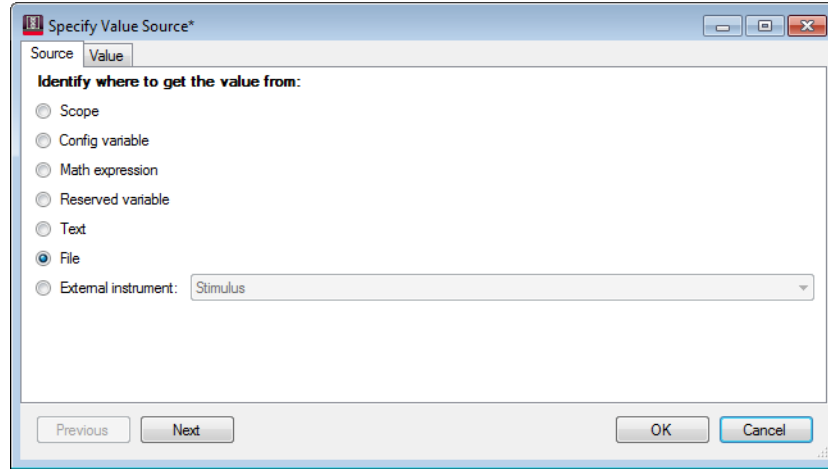 Specify Value Source*
Source Value
Identify where to get the value from:
Scope
Config variable
Math expression
Reserved variable
Text
File
External instrument: Stimulus
Previous Next OK Cancel